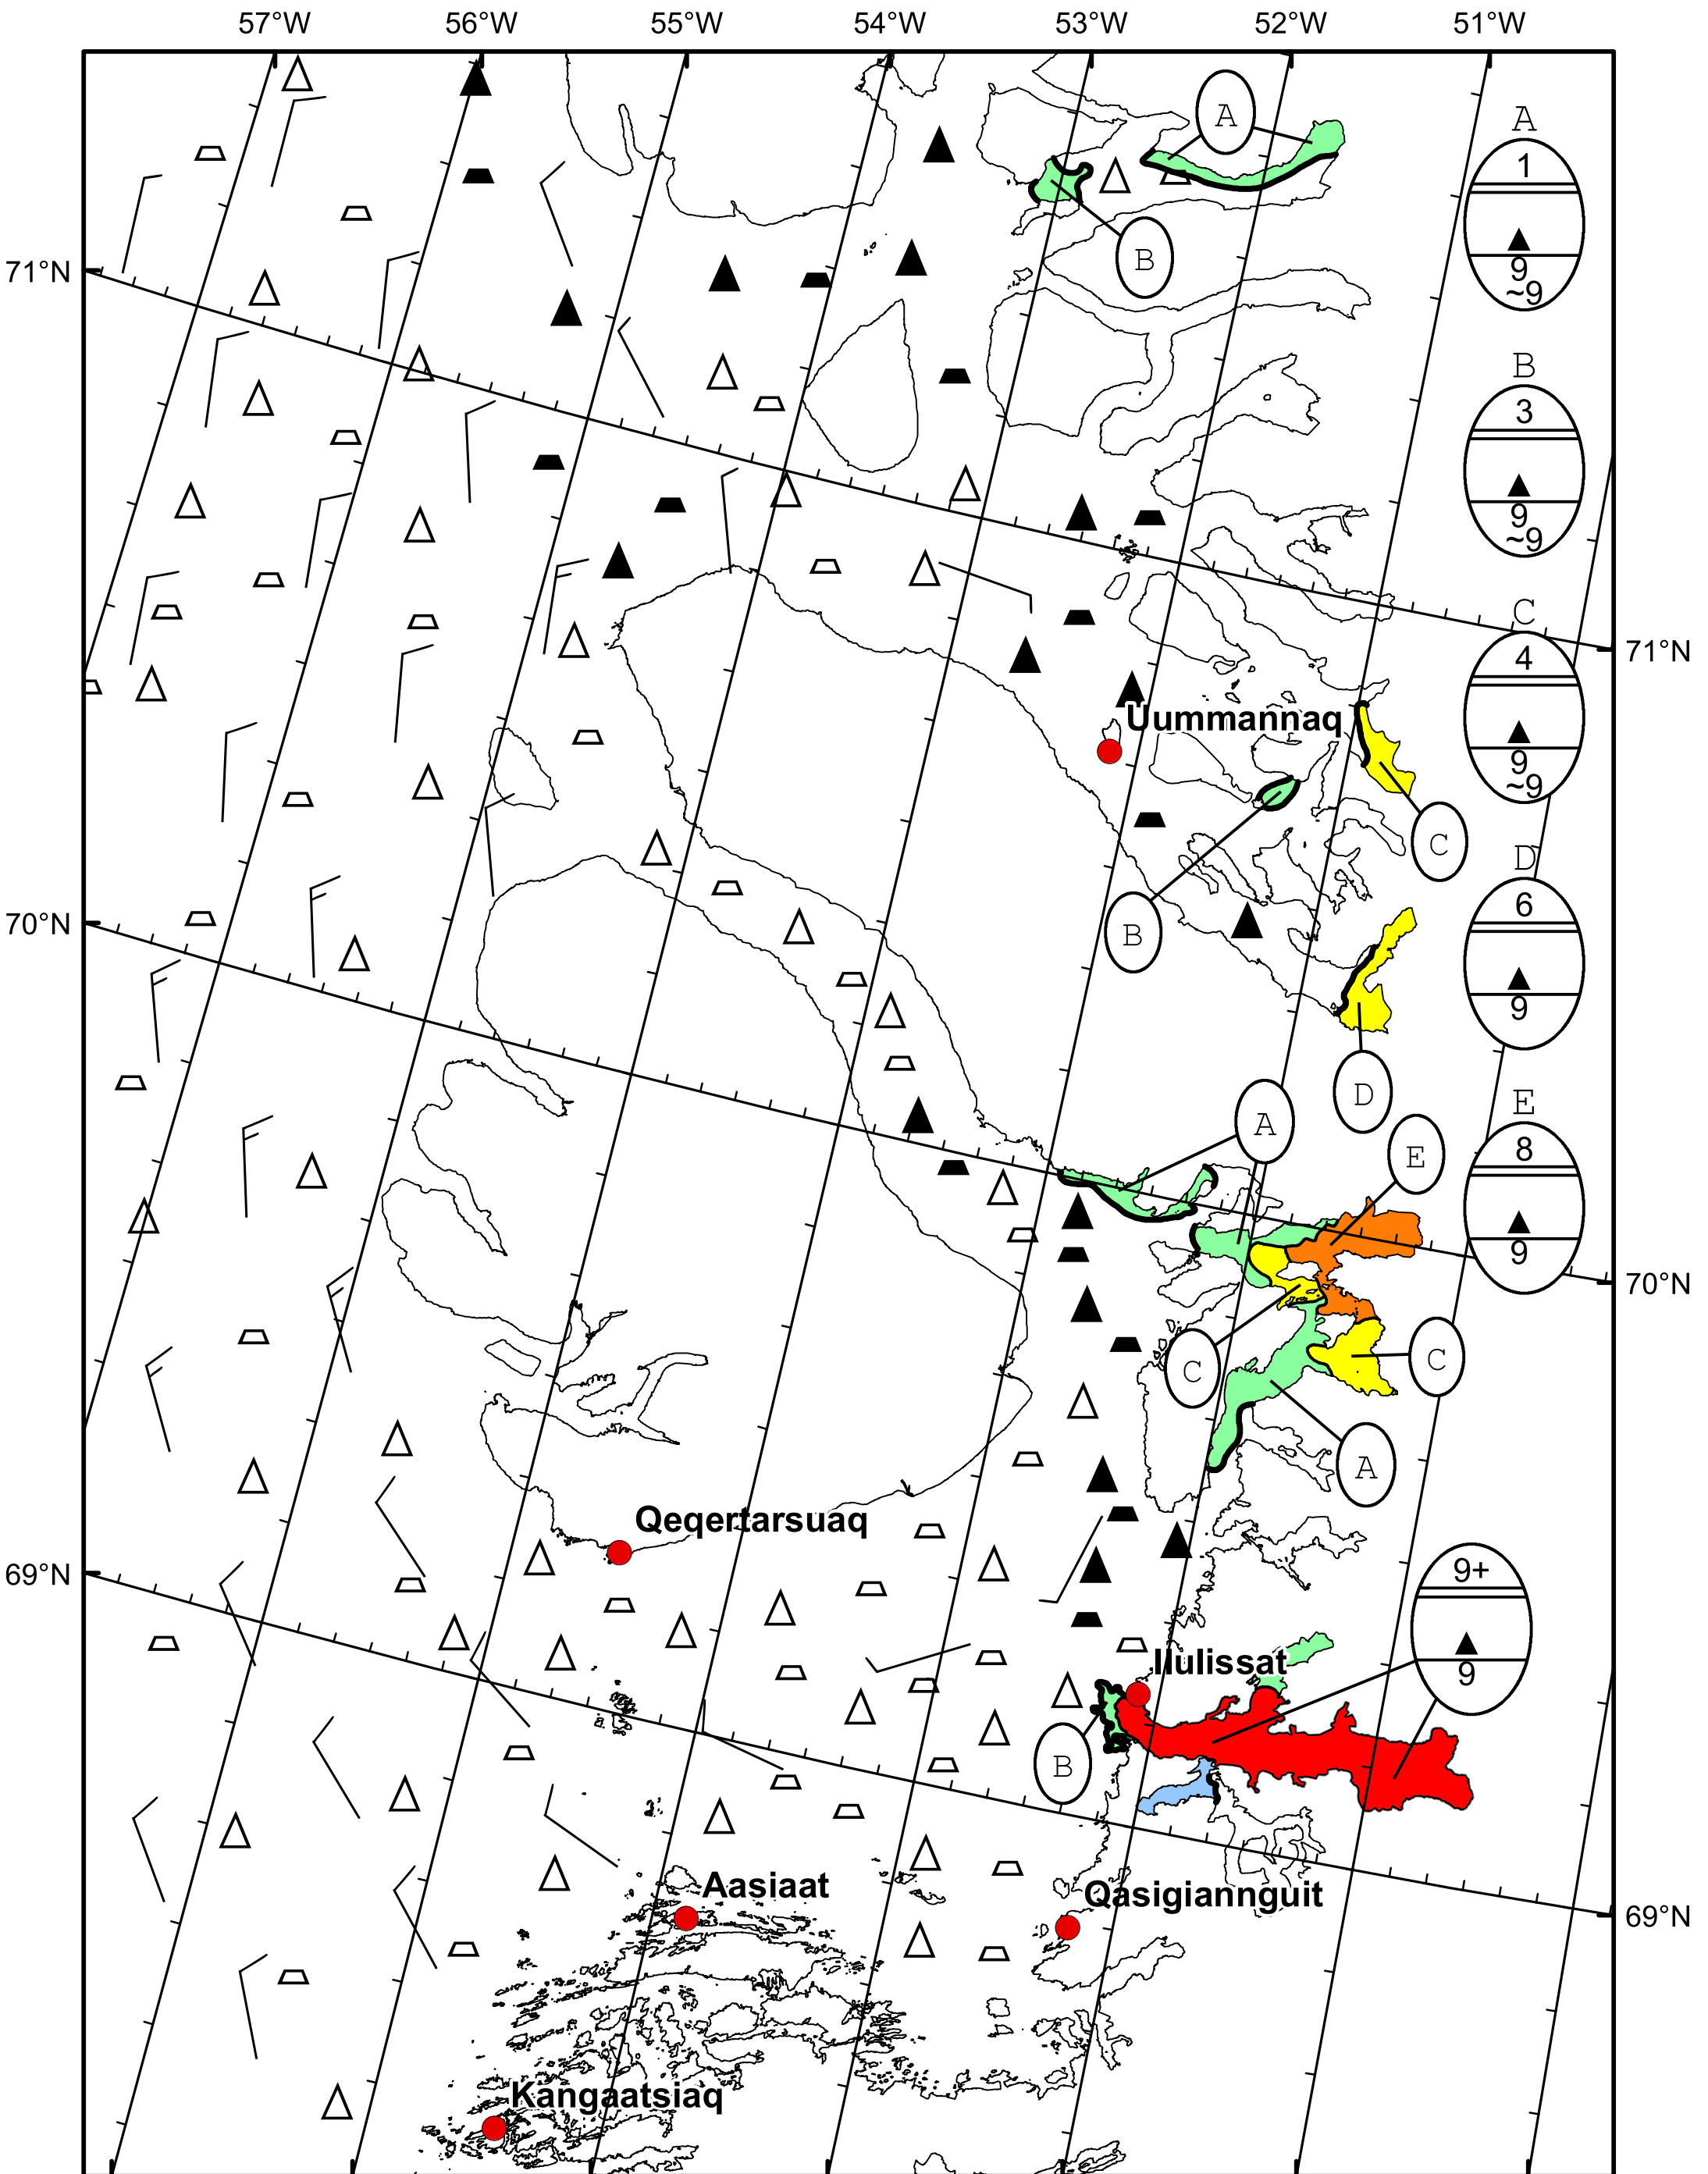 57°W 56°W 55°W 54°W 53°W 52°W 51°W
A
A
1
9
~9
B
71°N
B
3
9
~9
C
71°N
4
9
~9
Uummannaq
C
D
6
9
B
70°N
D
A
E
E
8
9
70°N
C
C
A
Qeqertarsuaq
69°N
9+
9
Ilulissat
B
Aasiaat
Qasigiannguit
69°N
Kangaatsiaq